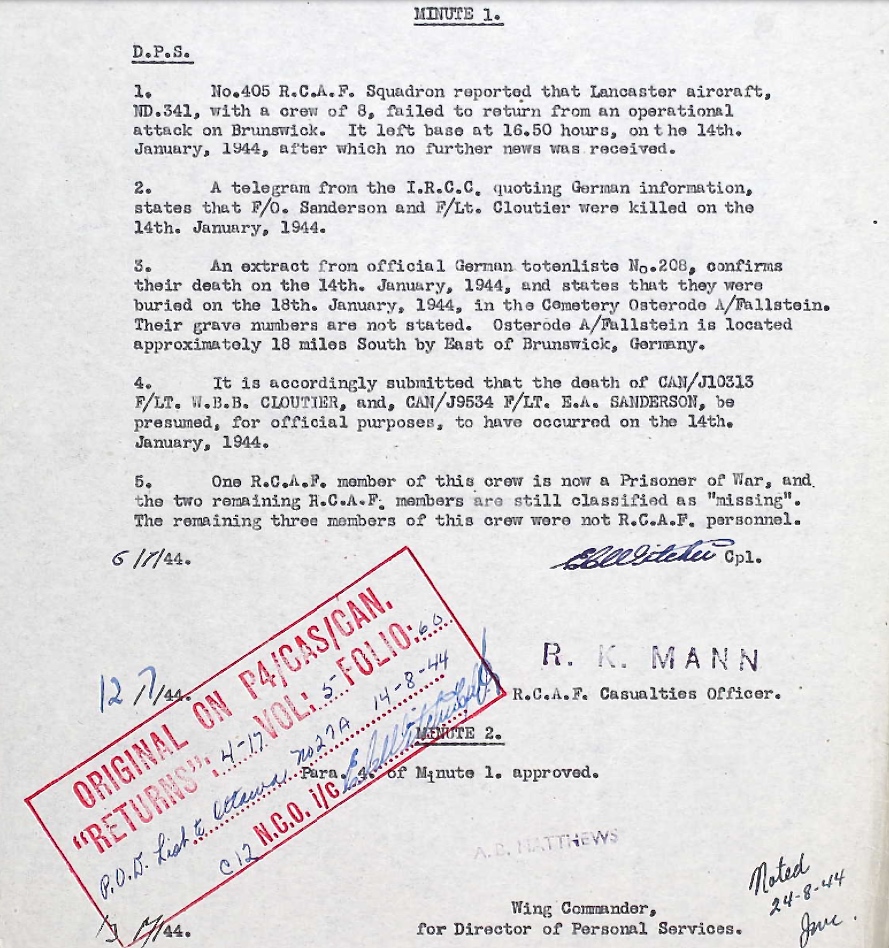 MINUTE 1.
D.P.S.
1. No.405 R.C.A.F. Squadron reported that Lancaster aircraft,
ND.341, with a crew of 8, failed to return from an operational
attack on Brunswick. It left base at 16.50 hours, on the 14th.
January, 1944, after which no further news was received.
2. A telegram from the I.R.C.C. quoting German information,
states that F/O. Sanderson and F/Lt. Cloutier were killed on the
14th. January, 1944.
3. An extract from official German totenliste No.208, confirms
their death on the 14th. January, 1944, and states that they were
buried on the 18th. January, 1944, in the Cemetery Osterode A/Fallstein.
Their grave numbers are not stated. Osterode A/Fallstein is located
approximately 18 miles South by East of Brunswick, Germany.
4. It is accordingly submitted that the death of CAN/J10313
F/LT. W.B.B. CLOUTIER, and, CAN/J9534 F/LT. E.A. SANDERSON, be
presumed, for official purposes, to have occurred on the 14th.
January, 1944.
5. One R.C.A.F. member of this crew is now a Prisoner of War, and
the two remaining R.C.A.F. members are still classified as "missing".
The remaining three members of this crew were not R.C.A.F. personnel.
6/7/44.
Cpl.
R. K. MANN
12/7/44.
R.C.A.F. Casualties Officer.
ORIGINAL ON P4/CAS/CAN.
"RETURNS": 4-17 VOL: 5 FOLIO: 60
P.O.D. List to Ottawa no 27A 14-8-44
C12 N.C.O. i/c
MINUTE 2.
Para. 4. of Minute 1. approved.
A.B. MATTHEWS
Wing Commander,
for Director of Personal Services.
/7/44.
Noted
24-8-44